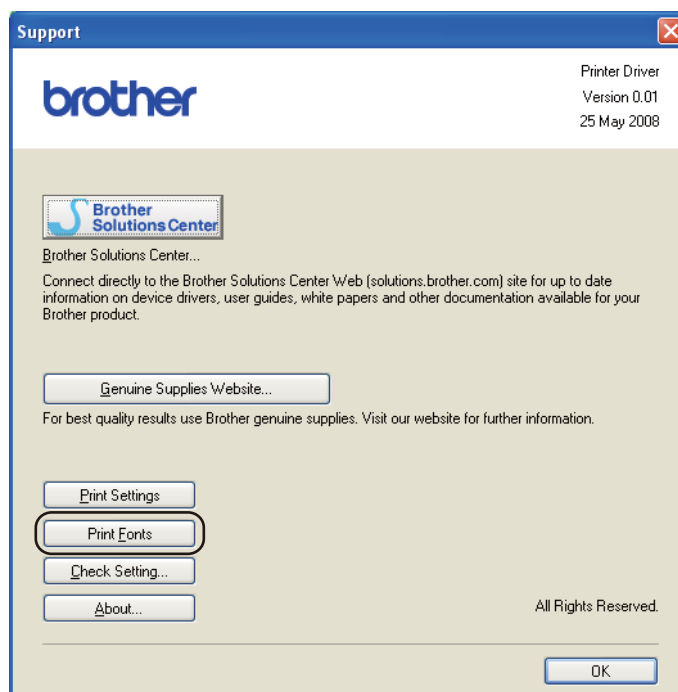 Support
brother
Printer Driver
Version 0.01
25 May 2008
Brother
Solutions Center
Brother Solutions Center...
Connect directly to the Brother Solutions Center Web (solutions.brother.com) site for up to date
information on device drivers, user guides, white papers and other documentation available for your
Brother product.
Genuine Supplies Website...
For best quality results use Brother genuine supplies. Visit our website for further information.
Print Settings
Print Fonts
Check Setting...
About...
All Rights Reserved.
OK